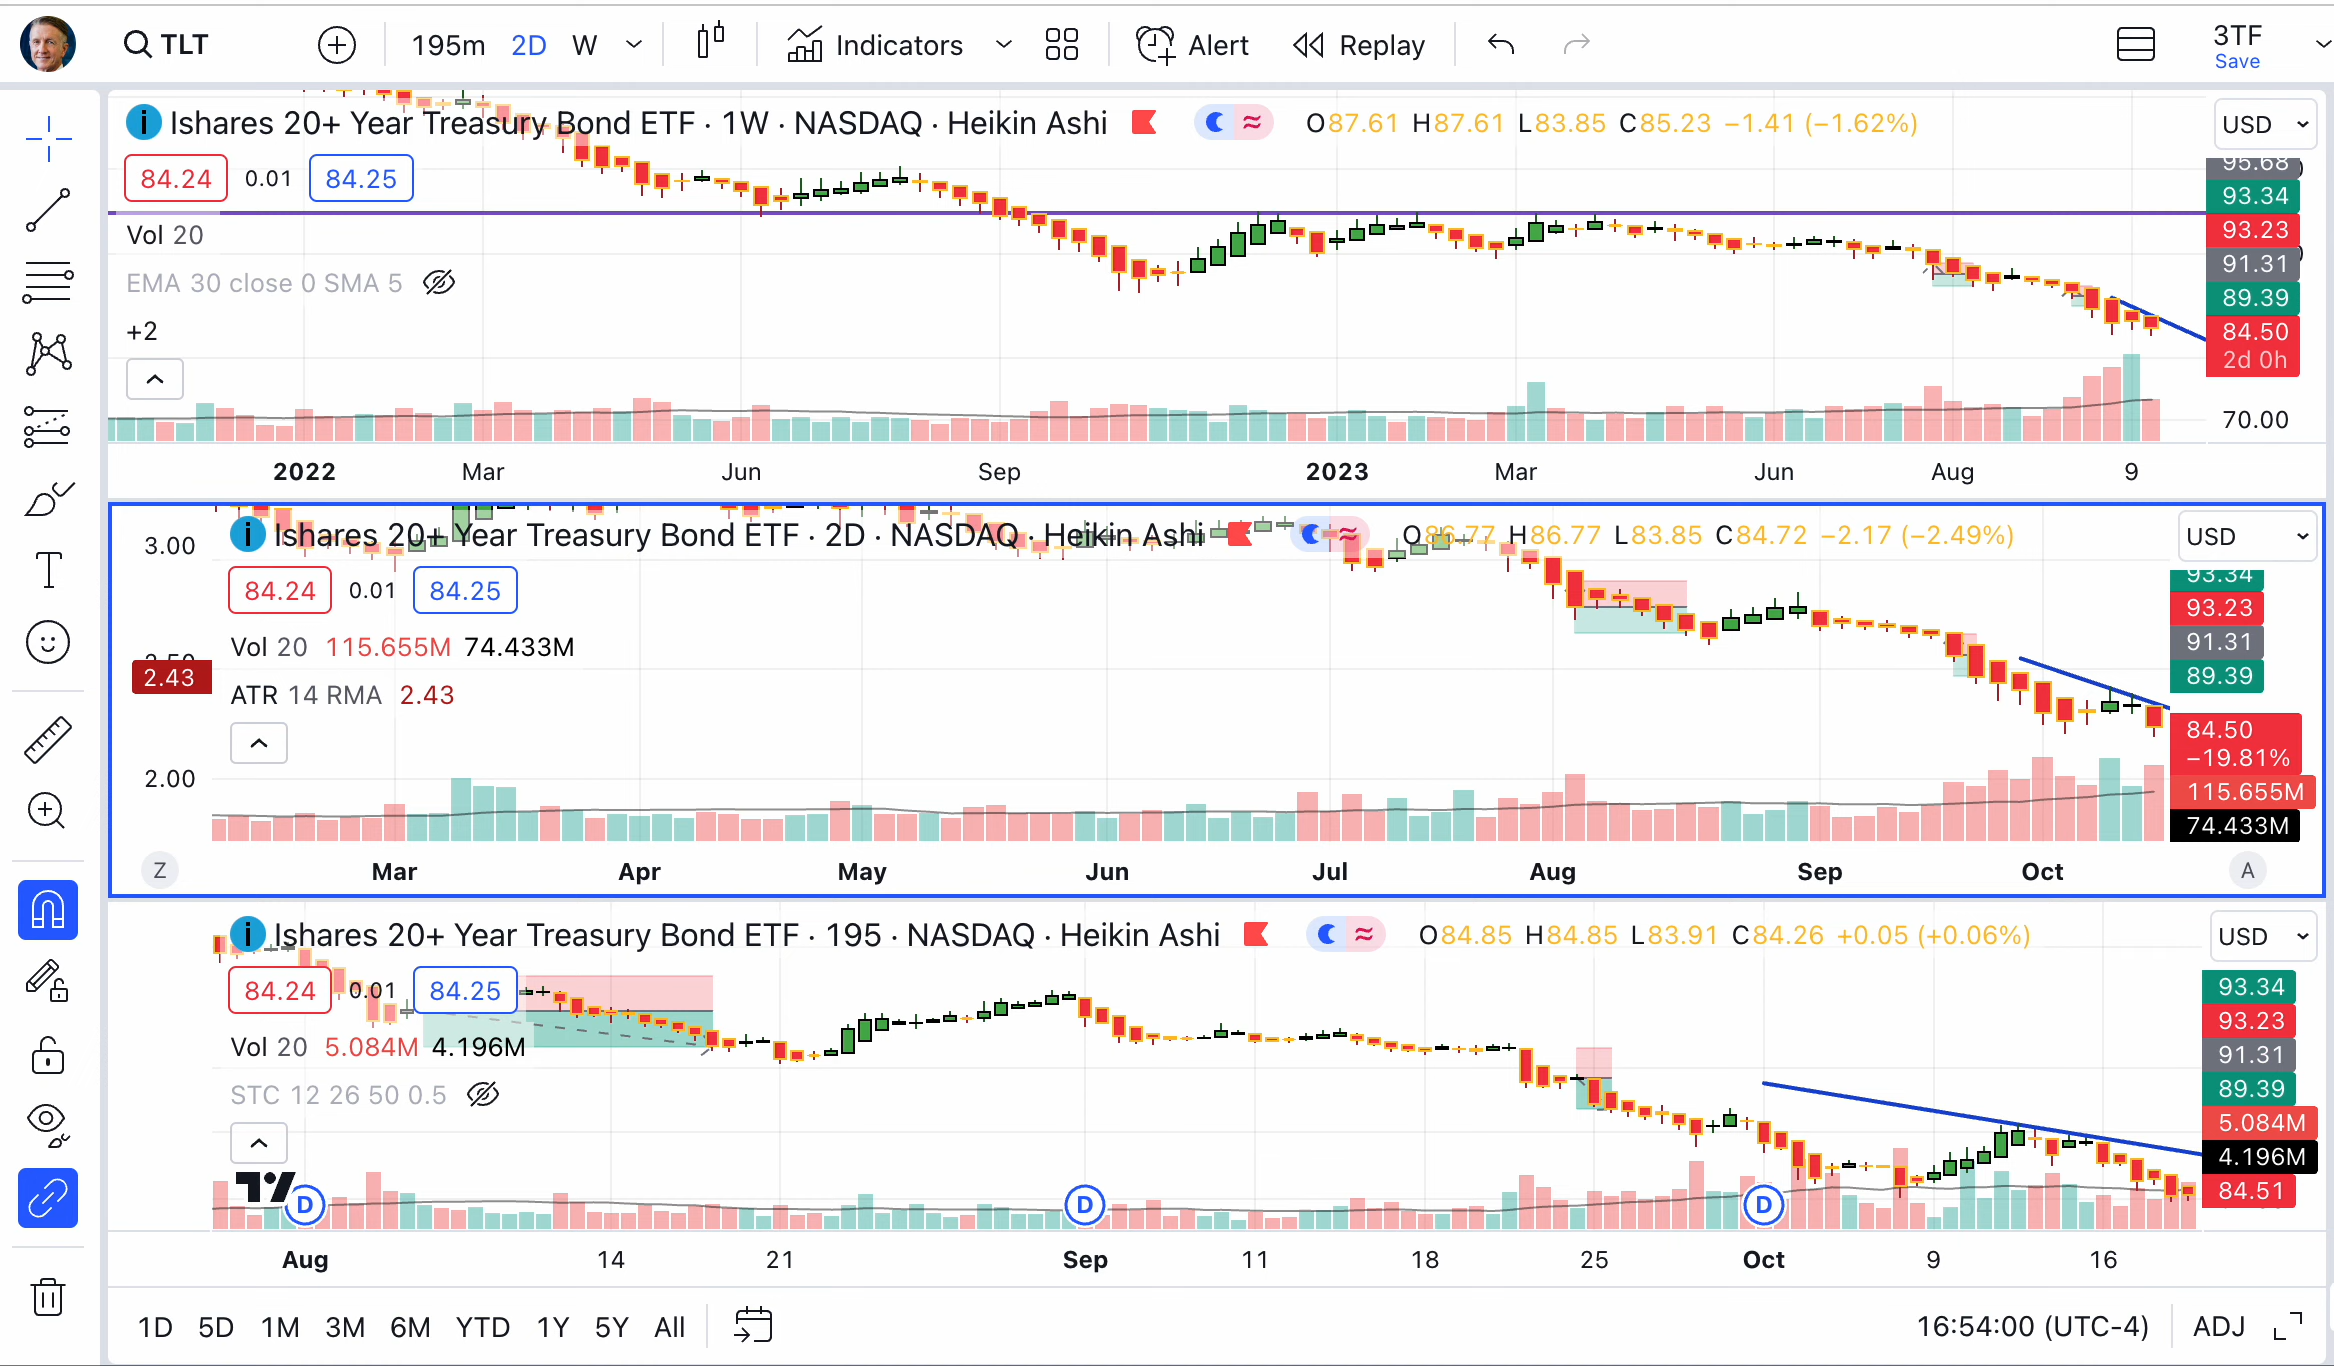 TLT
195m 2D W Indicators Alert Replay 3TF
Save
Ishares 20+ Year Treasury Bond ETF · 1W · NASDAQ · Heikin Ashi O87.61 H87.61 L83.85 C85.23 −1.41 (−1.62%) USD
84.24 0.01 84.25
95.68
93.34
93.23
91.31
89.39
84.50
2d 0h
70.00
Vol 20
EMA 30 close 0 SMA 5
+2
2022 Mar Jun Sep 2023 Mar Jun Aug 9
Ishares 20+ Year Treasury Bond ETF · 2D · NASDAQ · Heikin Ashi O86.77 H86.77 L83.85 C84.72 −2.17 (−2.49%) USD
3.00
84.24 0.01 84.25
Vol 20 115.655M 74.433M
2.43
ATR 14 RMA 2.43
2.00
93.34
93.23
91.31
89.39
84.50
−19.81%
115.655M
74.433M
Z Mar Apr May Jun Jul Aug Sep Oct A
Ishares 20+ Year Treasury Bond ETF · 195 · NASDAQ · Heikin Ashi O84.85 H84.85 L83.91 C84.26 +0.05 (+0.06%) USD
84.24 0.01 84.25
Vol 20 5.084M 4.196M
STC 12 26 50 0.5
93.34
93.23
91.31
89.39
5.084M
4.196M
84.51
D D D
Aug 14 21 Sep 11 18 25 Oct 9 16
1D 5D 1M 3M 6M YTD 1Y 5Y All 16:54:00 (UTC-4) ADJ